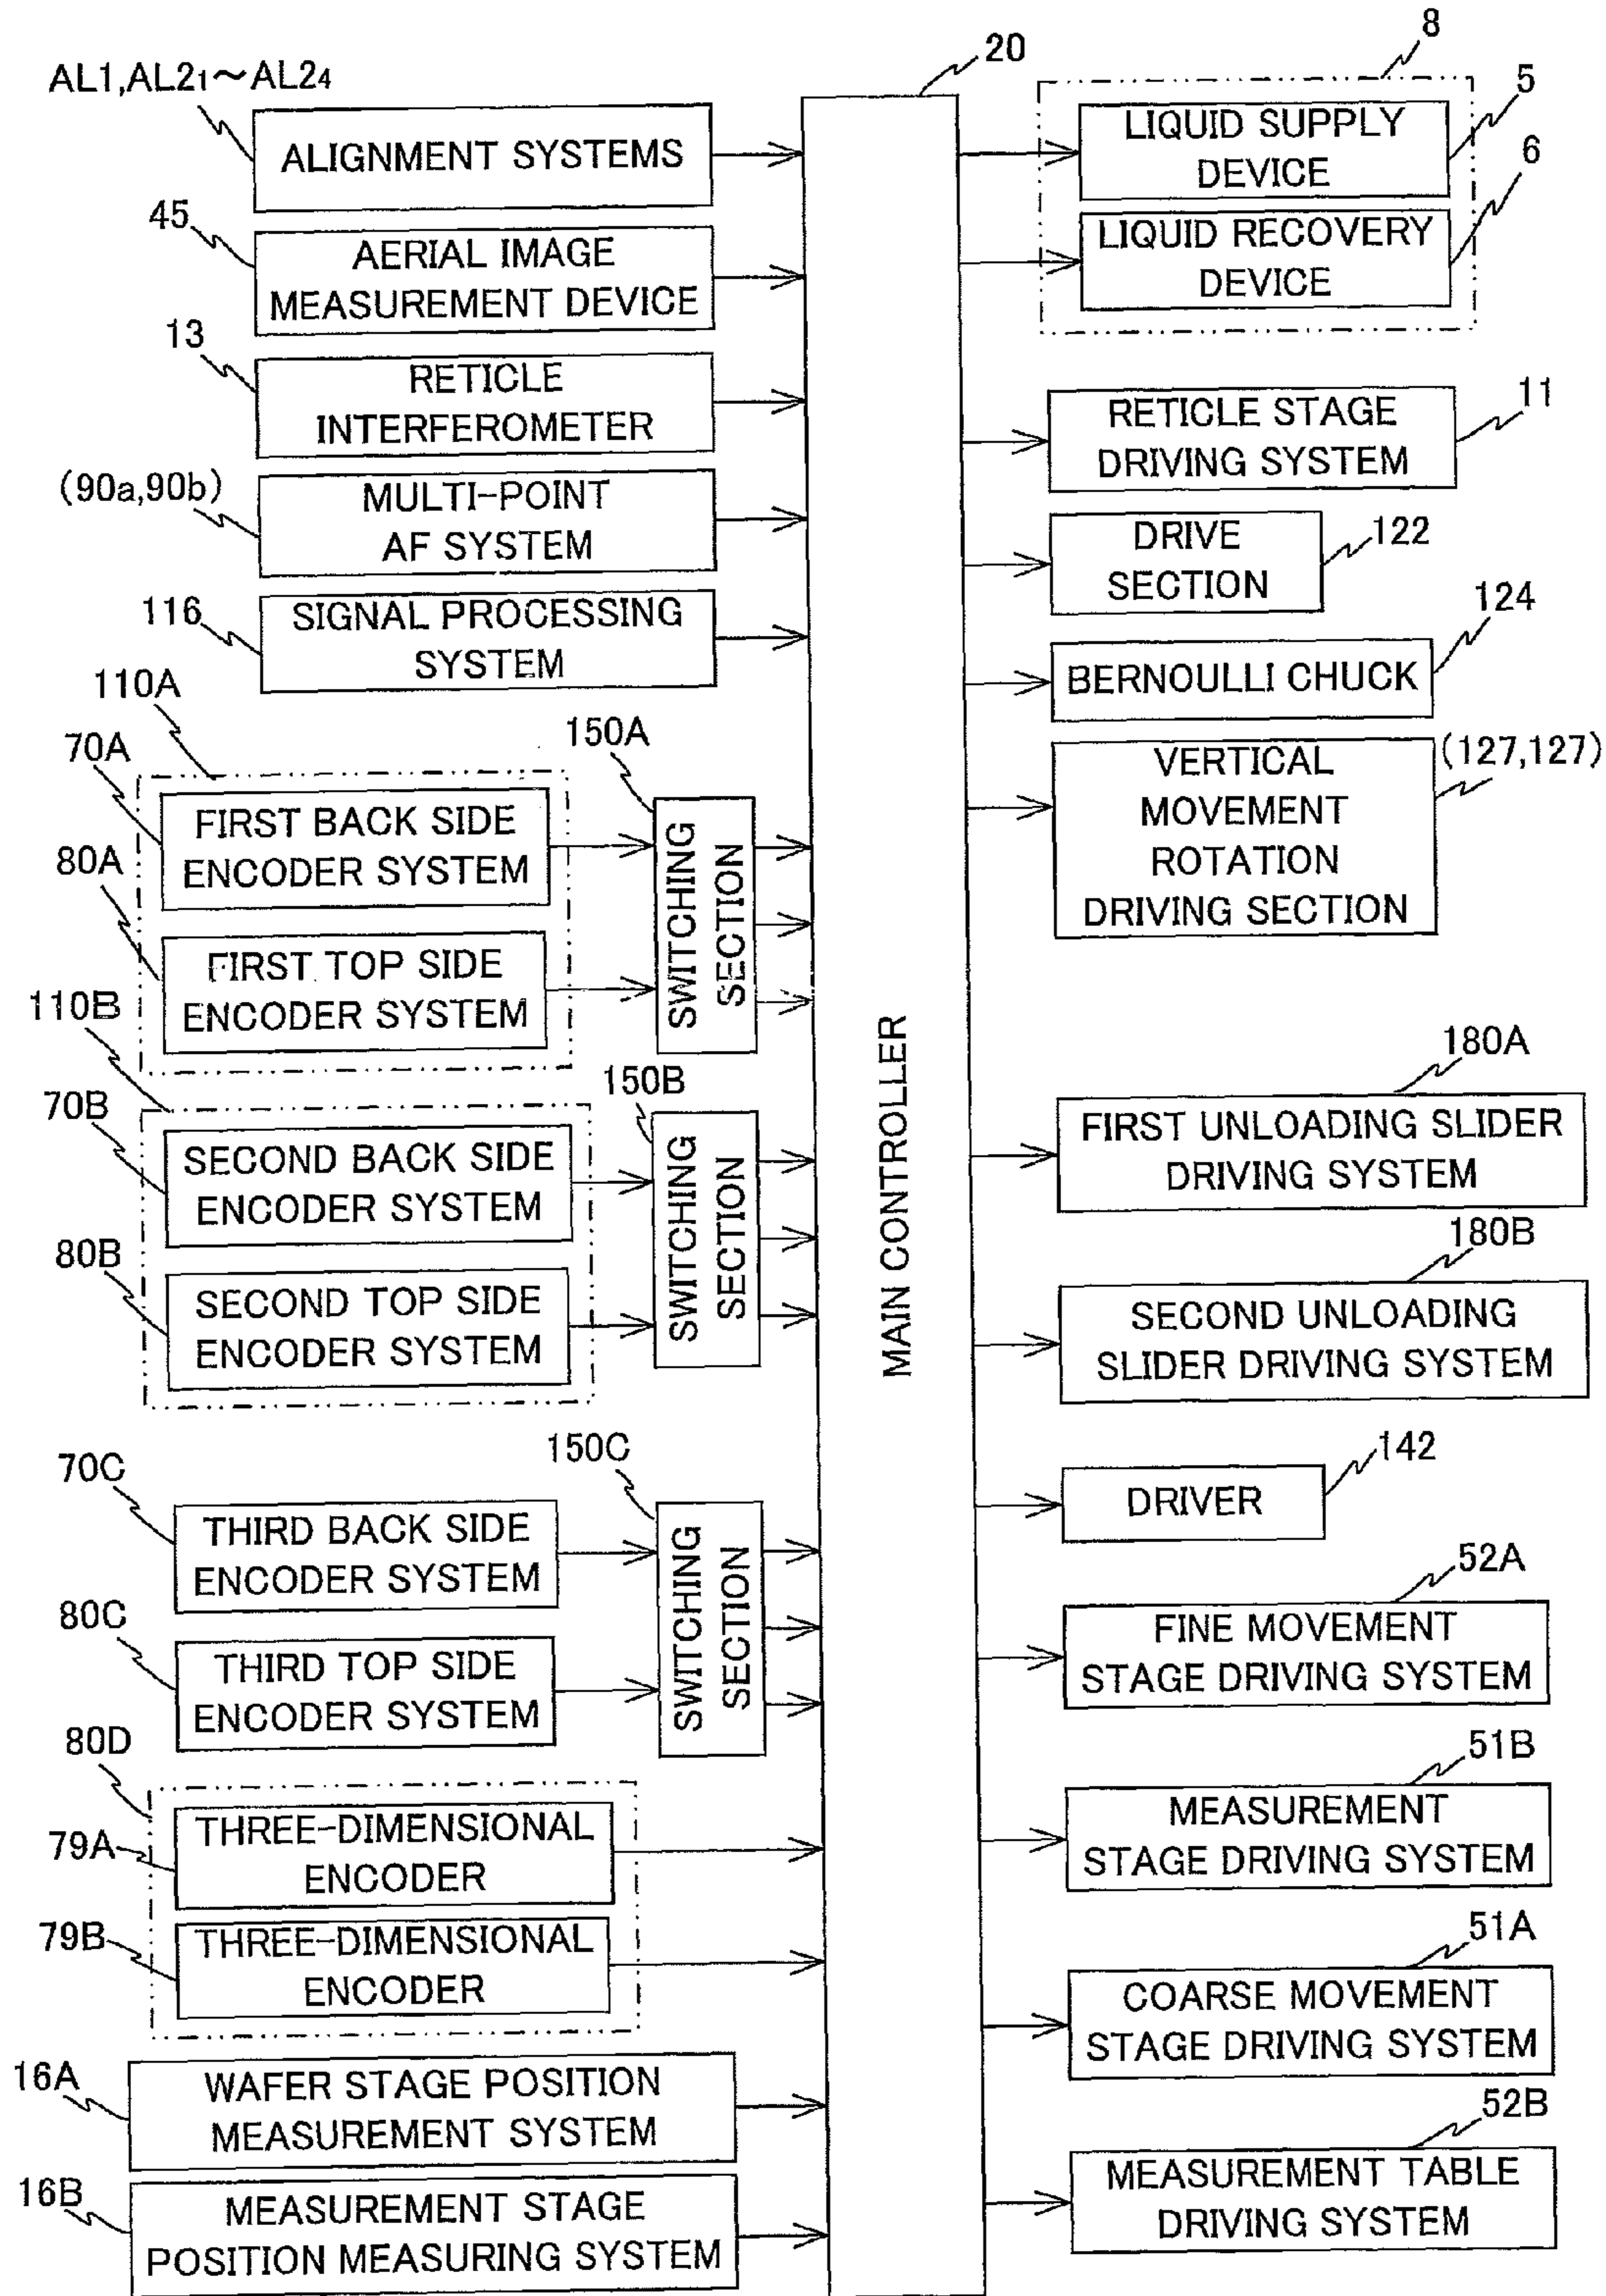 AL1,AL2₁～AL2₄
ALIGNMENT SYSTEMS
45
AERIAL IMAGE
MEASUREMENT DEVICE
13
RETICLE
INTERFEROMETER
(90a,90b)
MULTI-POINT
AF SYSTEM
116
SIGNAL PROCESSING
SYSTEM
110A
70A
FIRST BACK SIDE
ENCODER SYSTEM
80A
FIRST TOP SIDE
ENCODER SYSTEM
150A
SWITCHING
SECTION
110B
70B
SECOND BACK SIDE
ENCODER SYSTEM
80B
SECOND TOP SIDE
ENCODER SYSTEM
150B
SWITCHING
SECTION
70C
THIRD BACK SIDE
ENCODER SYSTEM
80C
THIRD TOP SIDE
ENCODER SYSTEM
150C
SWITCHING
SECTION
80D
79A
THREE-DIMENSIONAL
ENCODER
79B
THREE-DIMENSIONAL
ENCODER
16A
WAFER STAGE POSITION
MEASUREMENT SYSTEM
16B
MEASUREMENT STAGE
POSITION MEASURING SYSTEM
20
MAIN CONTROLLER
8
5
LIQUID SUPPLY
DEVICE
6
LIQUID RECOVERY
DEVICE
11
RETICLE STAGE
DRIVING SYSTEM
DRIVE
SECTION
122
124
BERNOULLI CHUCK
(127,127)
VERTICAL
MOVEMENT
ROTATION
DRIVING SECTION
180A
FIRST UNLOADING SLIDER
DRIVING SYSTEM
180B
SECOND UNLOADING
SLIDER DRIVING SYSTEM
142
DRIVER
52A
FINE MOVEMENT
STAGE DRIVING SYSTEM
51B
MEASUREMENT
STAGE DRIVING SYSTEM
51A
COARSE MOVEMENT
STAGE DRIVING SYSTEM
52B
MEASUREMENT TABLE
DRIVING SYSTEM